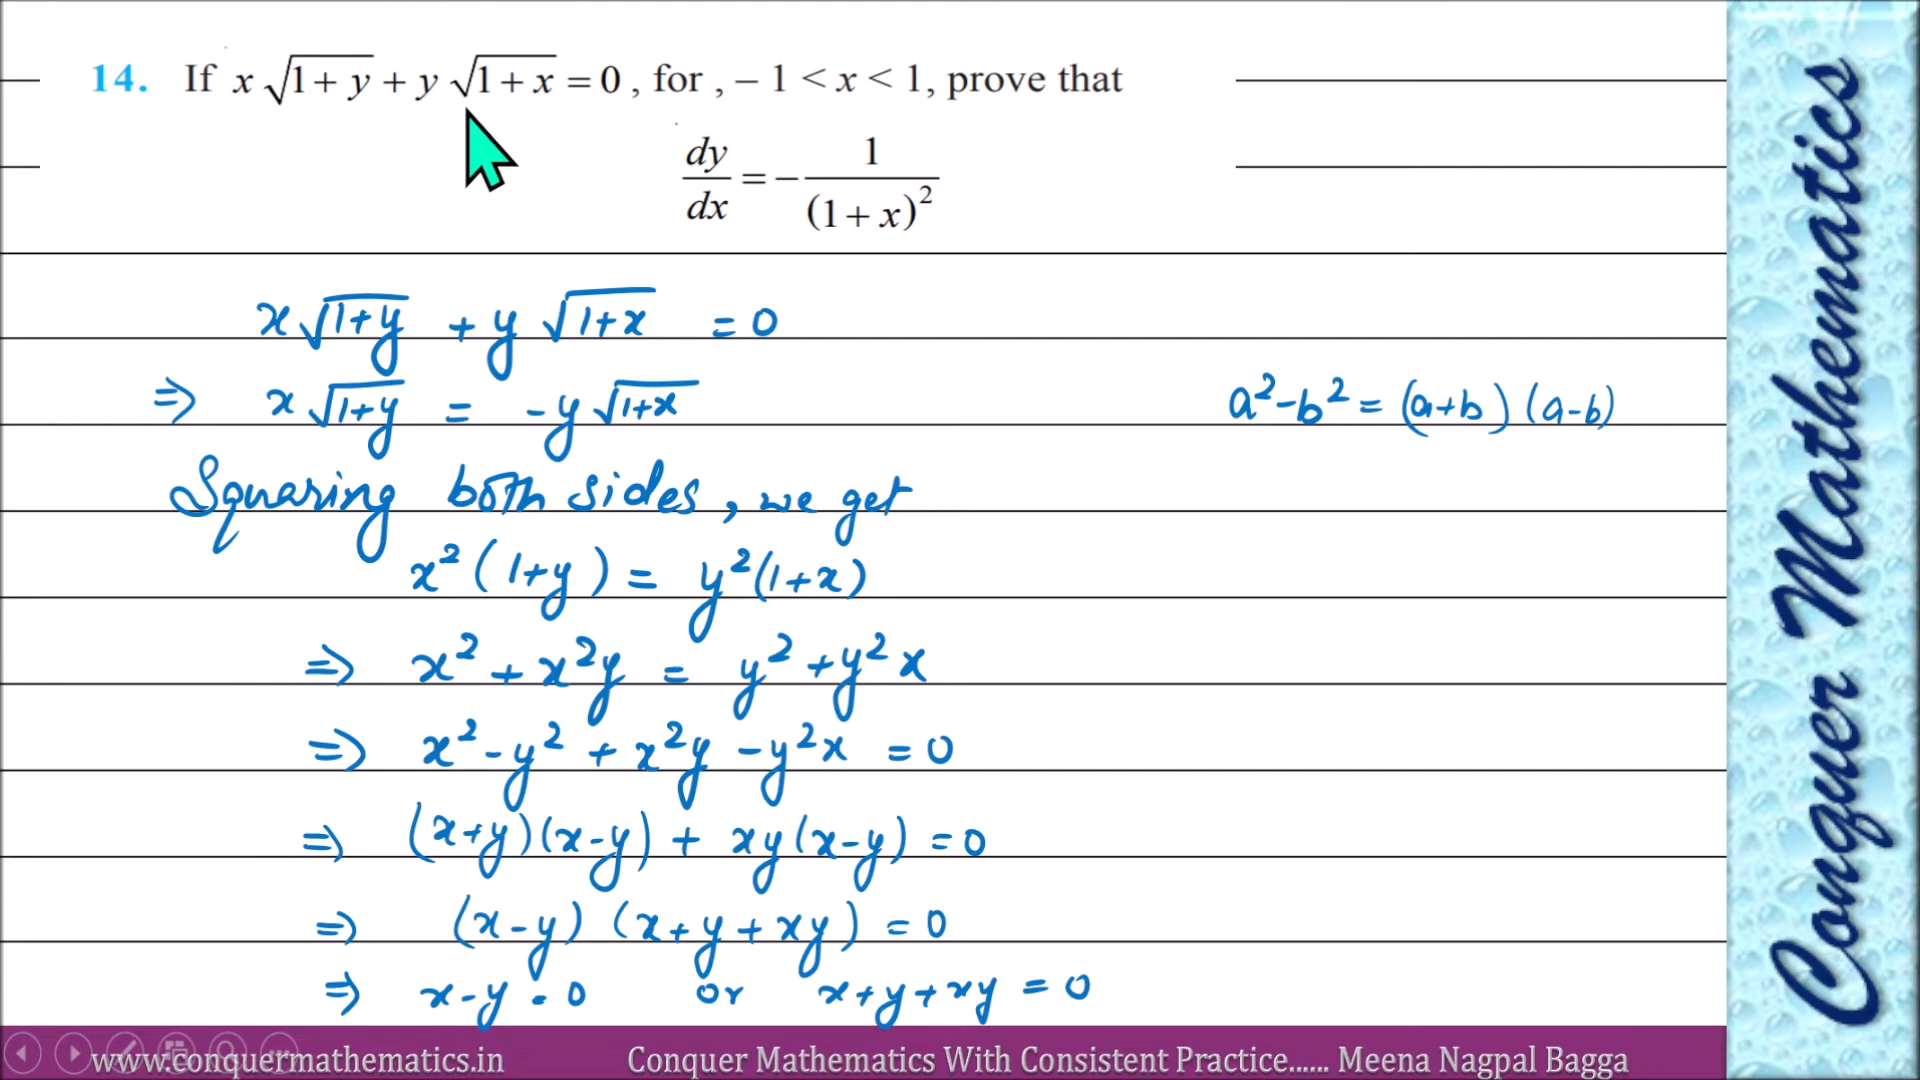 14. If x √1 + y + y √1 + x = 0 , for , – 1 < x < 1, prove that
dy/dx = – 1/(1 + x)²
x √1+y + y √1+x = 0
⇒ x √1+y = -y √1+x
a² - b² = (a+b) (a-b)
Squaring both sides, we get
x² (1+y) = y² (1+x)
⇒ x² + x²y = y² + y²x
⇒ x² - y² + x²y - y²x = 0
⇒ (x+y)(x-y) + xy(x-y) = 0
⇒ (x-y) (x+y+xy) = 0
⇒ x-y = 0 or x+y+xy = 0
www.conquermathematics.in Conquer Mathematics With Consistent Practice...... Meena Nagpal Bagga
Conquer Mathematics